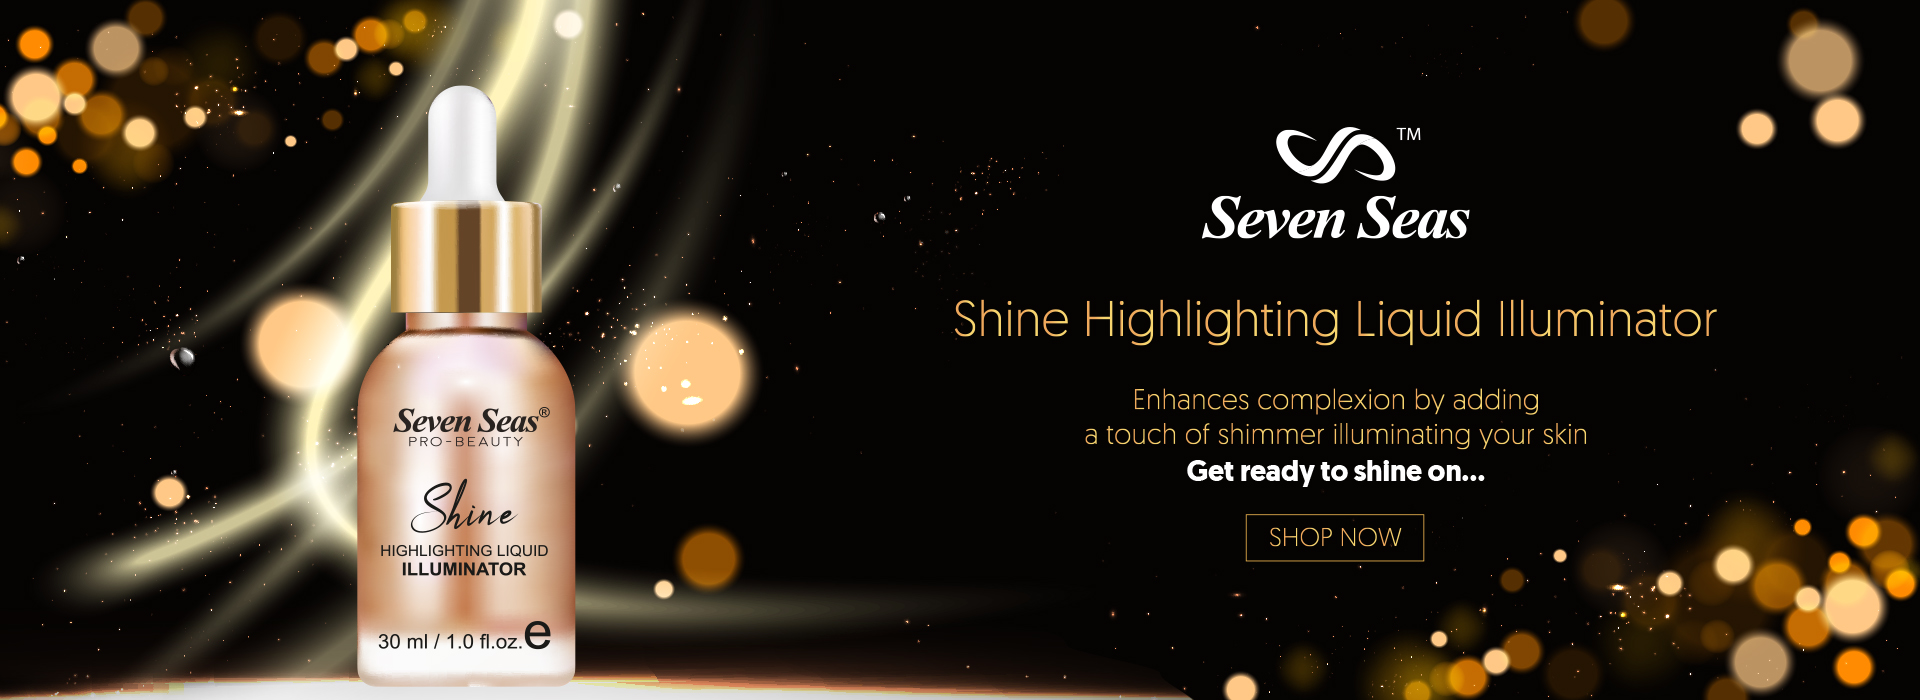 Seven Seas®
PRO-BEAUTY
Shine
HIGHLIGHTING LIQUID
ILLUMINATOR
30 ml / 1.0 fl.oz. e
TM
Seven Seas
Shine Highlighting Liquid Illuminator
Enhances complexion by adding
a touch of shimmer illuminating your skin
Get ready to shine on...
SHOP NOW